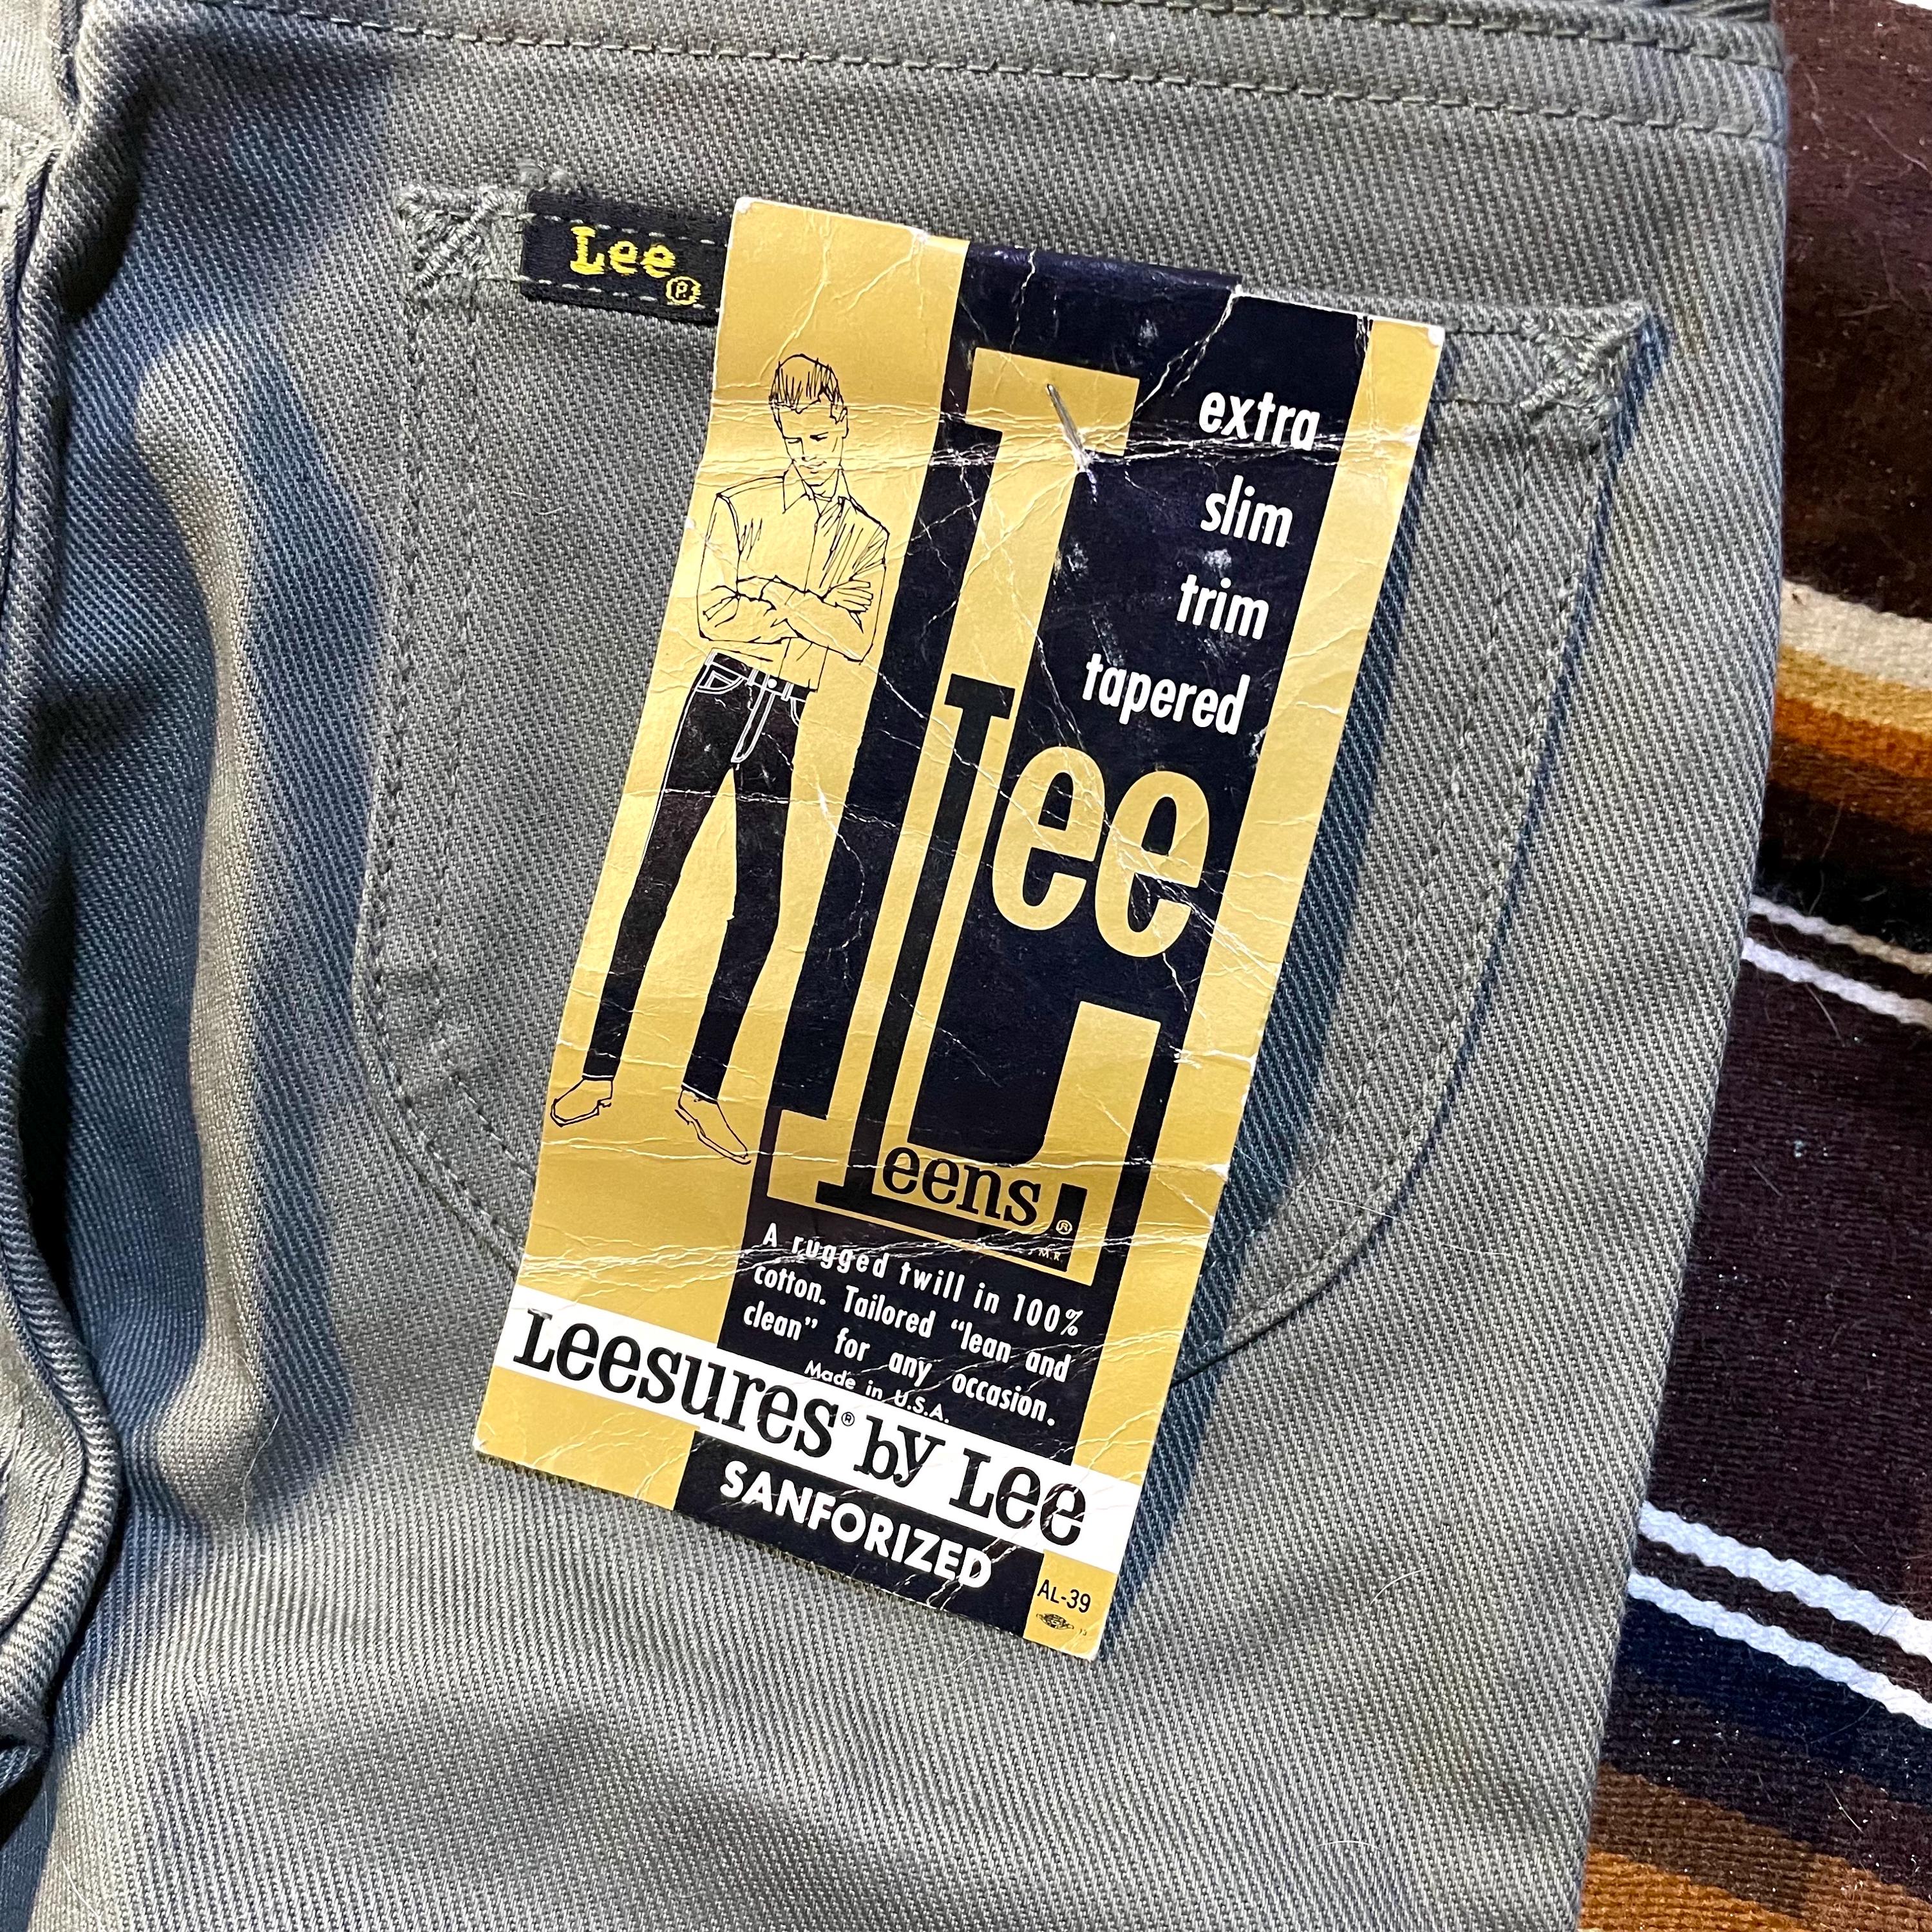 Lee®
extra
slim
trim
tapered
Lee
Leens®
A rugged twill in 100%
cotton. Tailored “lean and
clean” for any occasion.
Made in U.S.A.
Leesures® by Lee
SANFORIZED
AL-39